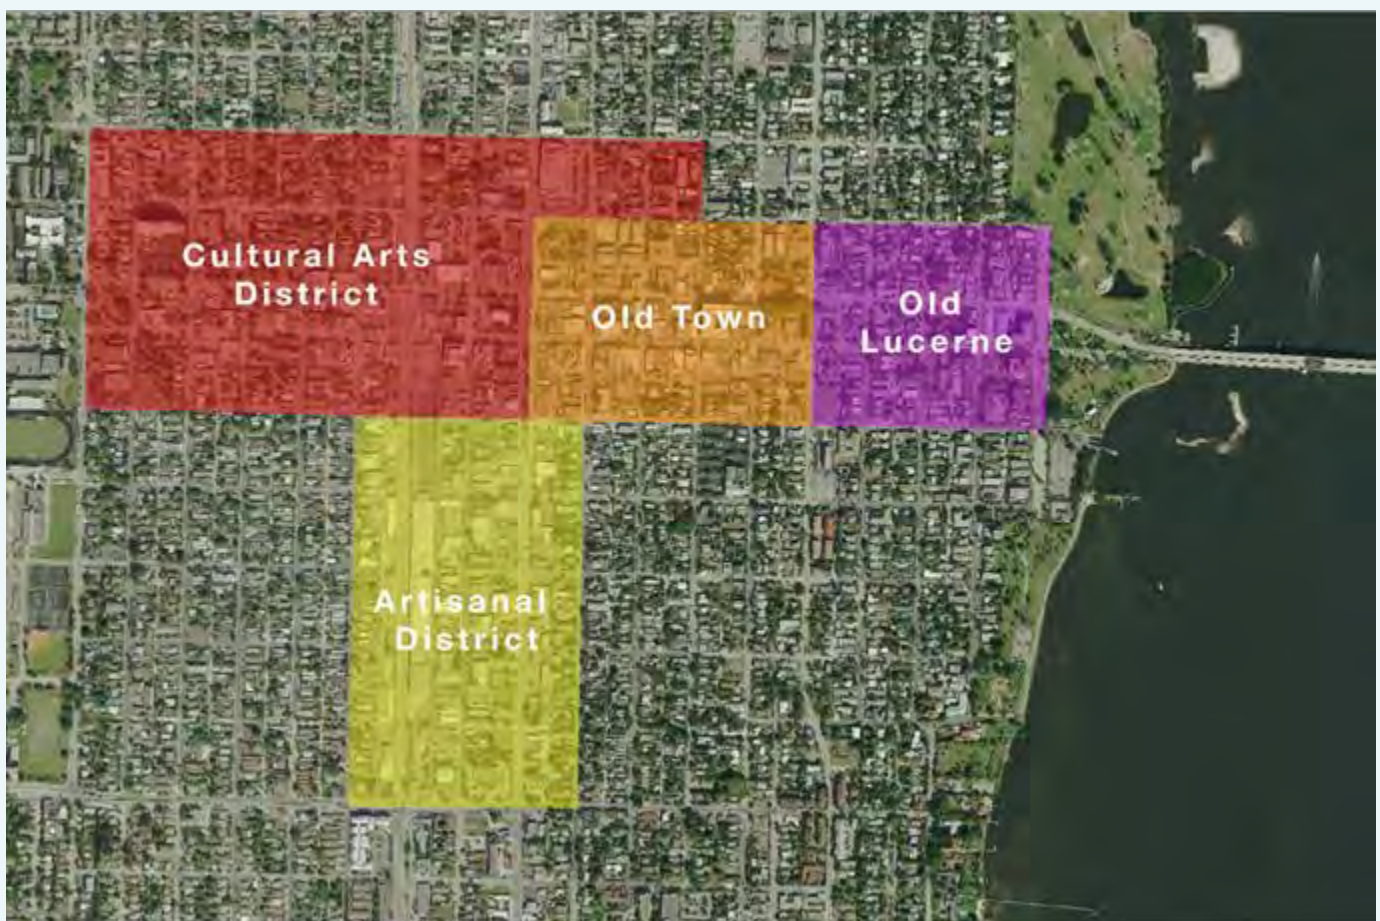 Cultural Arts
District
Old Town
Old
Lucerne
Artisanal
District